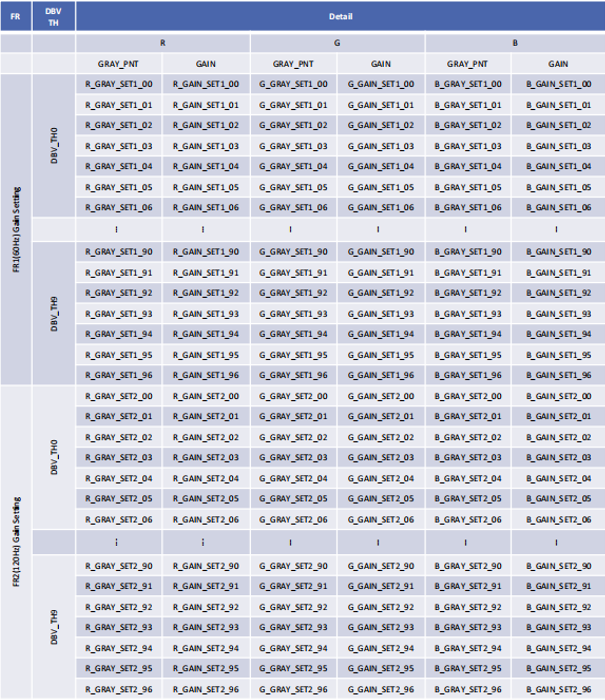 FR DBV TH Detail
R G B
GRAY_PNT GAIN GRAY_PNT GAIN GRAY_PNT GAIN
FR1(60Hz) Gain Setting
DBV_TH0
R_GRAY_SET1_00 R_GAIN_SET1_00 G_GRAY_SET1_00 G_GAIN_SET1_00 B_GRAY_SET1_00 B_GAIN_SET1_00
R_GRAY_SET1_01 R_GAIN_SET1_01 G_GRAY_SET1_01 G_GAIN_SET1_01 B_GRAY_SET1_01 B_GAIN_SET1_01
R_GRAY_SET1_02 R_GAIN_SET1_02 G_GRAY_SET1_02 G_GAIN_SET1_02 B_GRAY_SET1_02 B_GAIN_SET1_02
R_GRAY_SET1_03 R_GAIN_SET1_03 G_GRAY_SET1_03 G_GAIN_SET1_03 B_GRAY_SET1_03 B_GAIN_SET1_03
R_GRAY_SET1_04 R_GAIN_SET1_04 G_GRAY_SET1_04 G_GAIN_SET1_04 B_GRAY_SET1_04 B_GAIN_SET1_04
R_GRAY_SET1_05 R_GAIN_SET1_05 G_GRAY_SET1_05 G_GAIN_SET1_05 B_GRAY_SET1_05 B_GAIN_SET1_05
R_GRAY_SET1_06 R_GAIN_SET1_06 G_GRAY_SET1_06 G_GAIN_SET1_06 B_GRAY_SET1_06 B_GAIN_SET1_06
I I I I I I
DBV_TH9
R_GRAY_SET1_90 R_GAIN_SET1_90 G_GRAY_SET1_90 G_GAIN_SET1_90 B_GRAY_SET1_90 B_GAIN_SET1_90
R_GRAY_SET1_91 R_GAIN_SET1_91 G_GRAY_SET1_91 G_GAIN_SET1_91 B_GRAY_SET1_91 B_GAIN_SET1_91
R_GRAY_SET1_92 R_GAIN_SET1_92 G_GRAY_SET1_92 G_GAIN_SET1_92 B_GRAY_SET1_92 B_GAIN_SET1_92
R_GRAY_SET1_93 R_GAIN_SET1_93 G_GRAY_SET1_93 G_GAIN_SET1_93 B_GRAY_SET1_93 B_GAIN_SET1_93
R_GRAY_SET1_94 R_GAIN_SET1_94 G_GRAY_SET1_94 G_GAIN_SET1_94 B_GRAY_SET1_94 B_GAIN_SET1_94
R_GRAY_SET1_95 R_GAIN_SET1_95 G_GRAY_SET1_95 G_GAIN_SET1_95 B_GRAY_SET1_95 B_GAIN_SET1_95
R_GRAY_SET1_96 R_GAIN_SET1_96 G_GRAY_SET1_96 G_GAIN_SET1_96 B_GRAY_SET1_96 B_GAIN_SET1_96
FR2(120Hz) Gain Setting
DBV_TH0
R_GRAY_SET2_00 R_GAIN_SET2_00 G_GRAY_SET2_00 G_GAIN_SET2_00 B_GRAY_SET2_00 B_GAIN_SET2_00
R_GRAY_SET2_01 R_GAIN_SET2_01 G_GRAY_SET2_01 G_GAIN_SET2_01 B_GRAY_SET2_01 B_GAIN_SET2_01
R_GRAY_SET2_02 R_GAIN_SET2_02 G_GRAY_SET2_02 G_GAIN_SET2_02 B_GRAY_SET2_02 B_GAIN_SET2_02
R_GRAY_SET2_03 R_GAIN_SET2_03 G_GRAY_SET2_03 G_GAIN_SET2_03 B_GRAY_SET2_03 B_GAIN_SET2_03
R_GRAY_SET2_04 R_GAIN_SET2_04 G_GRAY_SET2_04 G_GAIN_SET2_04 B_GRAY_SET2_04 B_GAIN_SET2_04
R_GRAY_SET2_05 R_GAIN_SET2_05 G_GRAY_SET2_05 G_GAIN_SET2_05 B_GRAY_SET2_05 B_GAIN_SET2_05
R_GRAY_SET2_06 R_GAIN_SET2_06 G_GRAY_SET2_06 G_GAIN_SET2_06 B_GRAY_SET2_06 B_GAIN_SET2_06
¡ ¡ I I I I
DBV_TH9
R_GRAY_SET2_90 R_GAIN_SET2_90 G_GRAY_SET2_90 G_GAIN_SET2_90 B_GRAY_SET2_90 B_GAIN_SET2_90
R_GRAY_SET2_91 R_GAIN_SET2_91 G_GRAY_SET2_91 G_GAIN_SET2_91 B_GRAY_SET2_91 B_GAIN_SET2_91
R_GRAY_SET2_92 R_GAIN_SET2_92 G_GRAY_SET2_92 G_GAIN_SET2_92 B_GRAY_SET2_92 B_GAIN_SET2_92
R_GRAY_SET2_93 R_GAIN_SET2_93 G_GRAY_SET2_93 G_GAIN_SET2_93 B_GRAY_SET2_93 B_GAIN_SET2_93
R_GRAY_SET2_94 R_GAIN_SET2_94 G_GRAY_SET2_94 G_GAIN_SET2_94 B_GRAY_SET2_94 B_GAIN_SET2_94
R_GRAY_SET2_95 R_GAIN_SET2_95 G_GRAY_SET2_95 G_GAIN_SET2_95 B_GRAY_SET2_95 B_GAIN_SET2_95
R_GRAY_SET2_96 R_GAIN_SET2_96 G_GRAY_SET2_96 G_GAIN_SET2_96 B_GRAY_SET2_96 B_GAIN_SET2_96